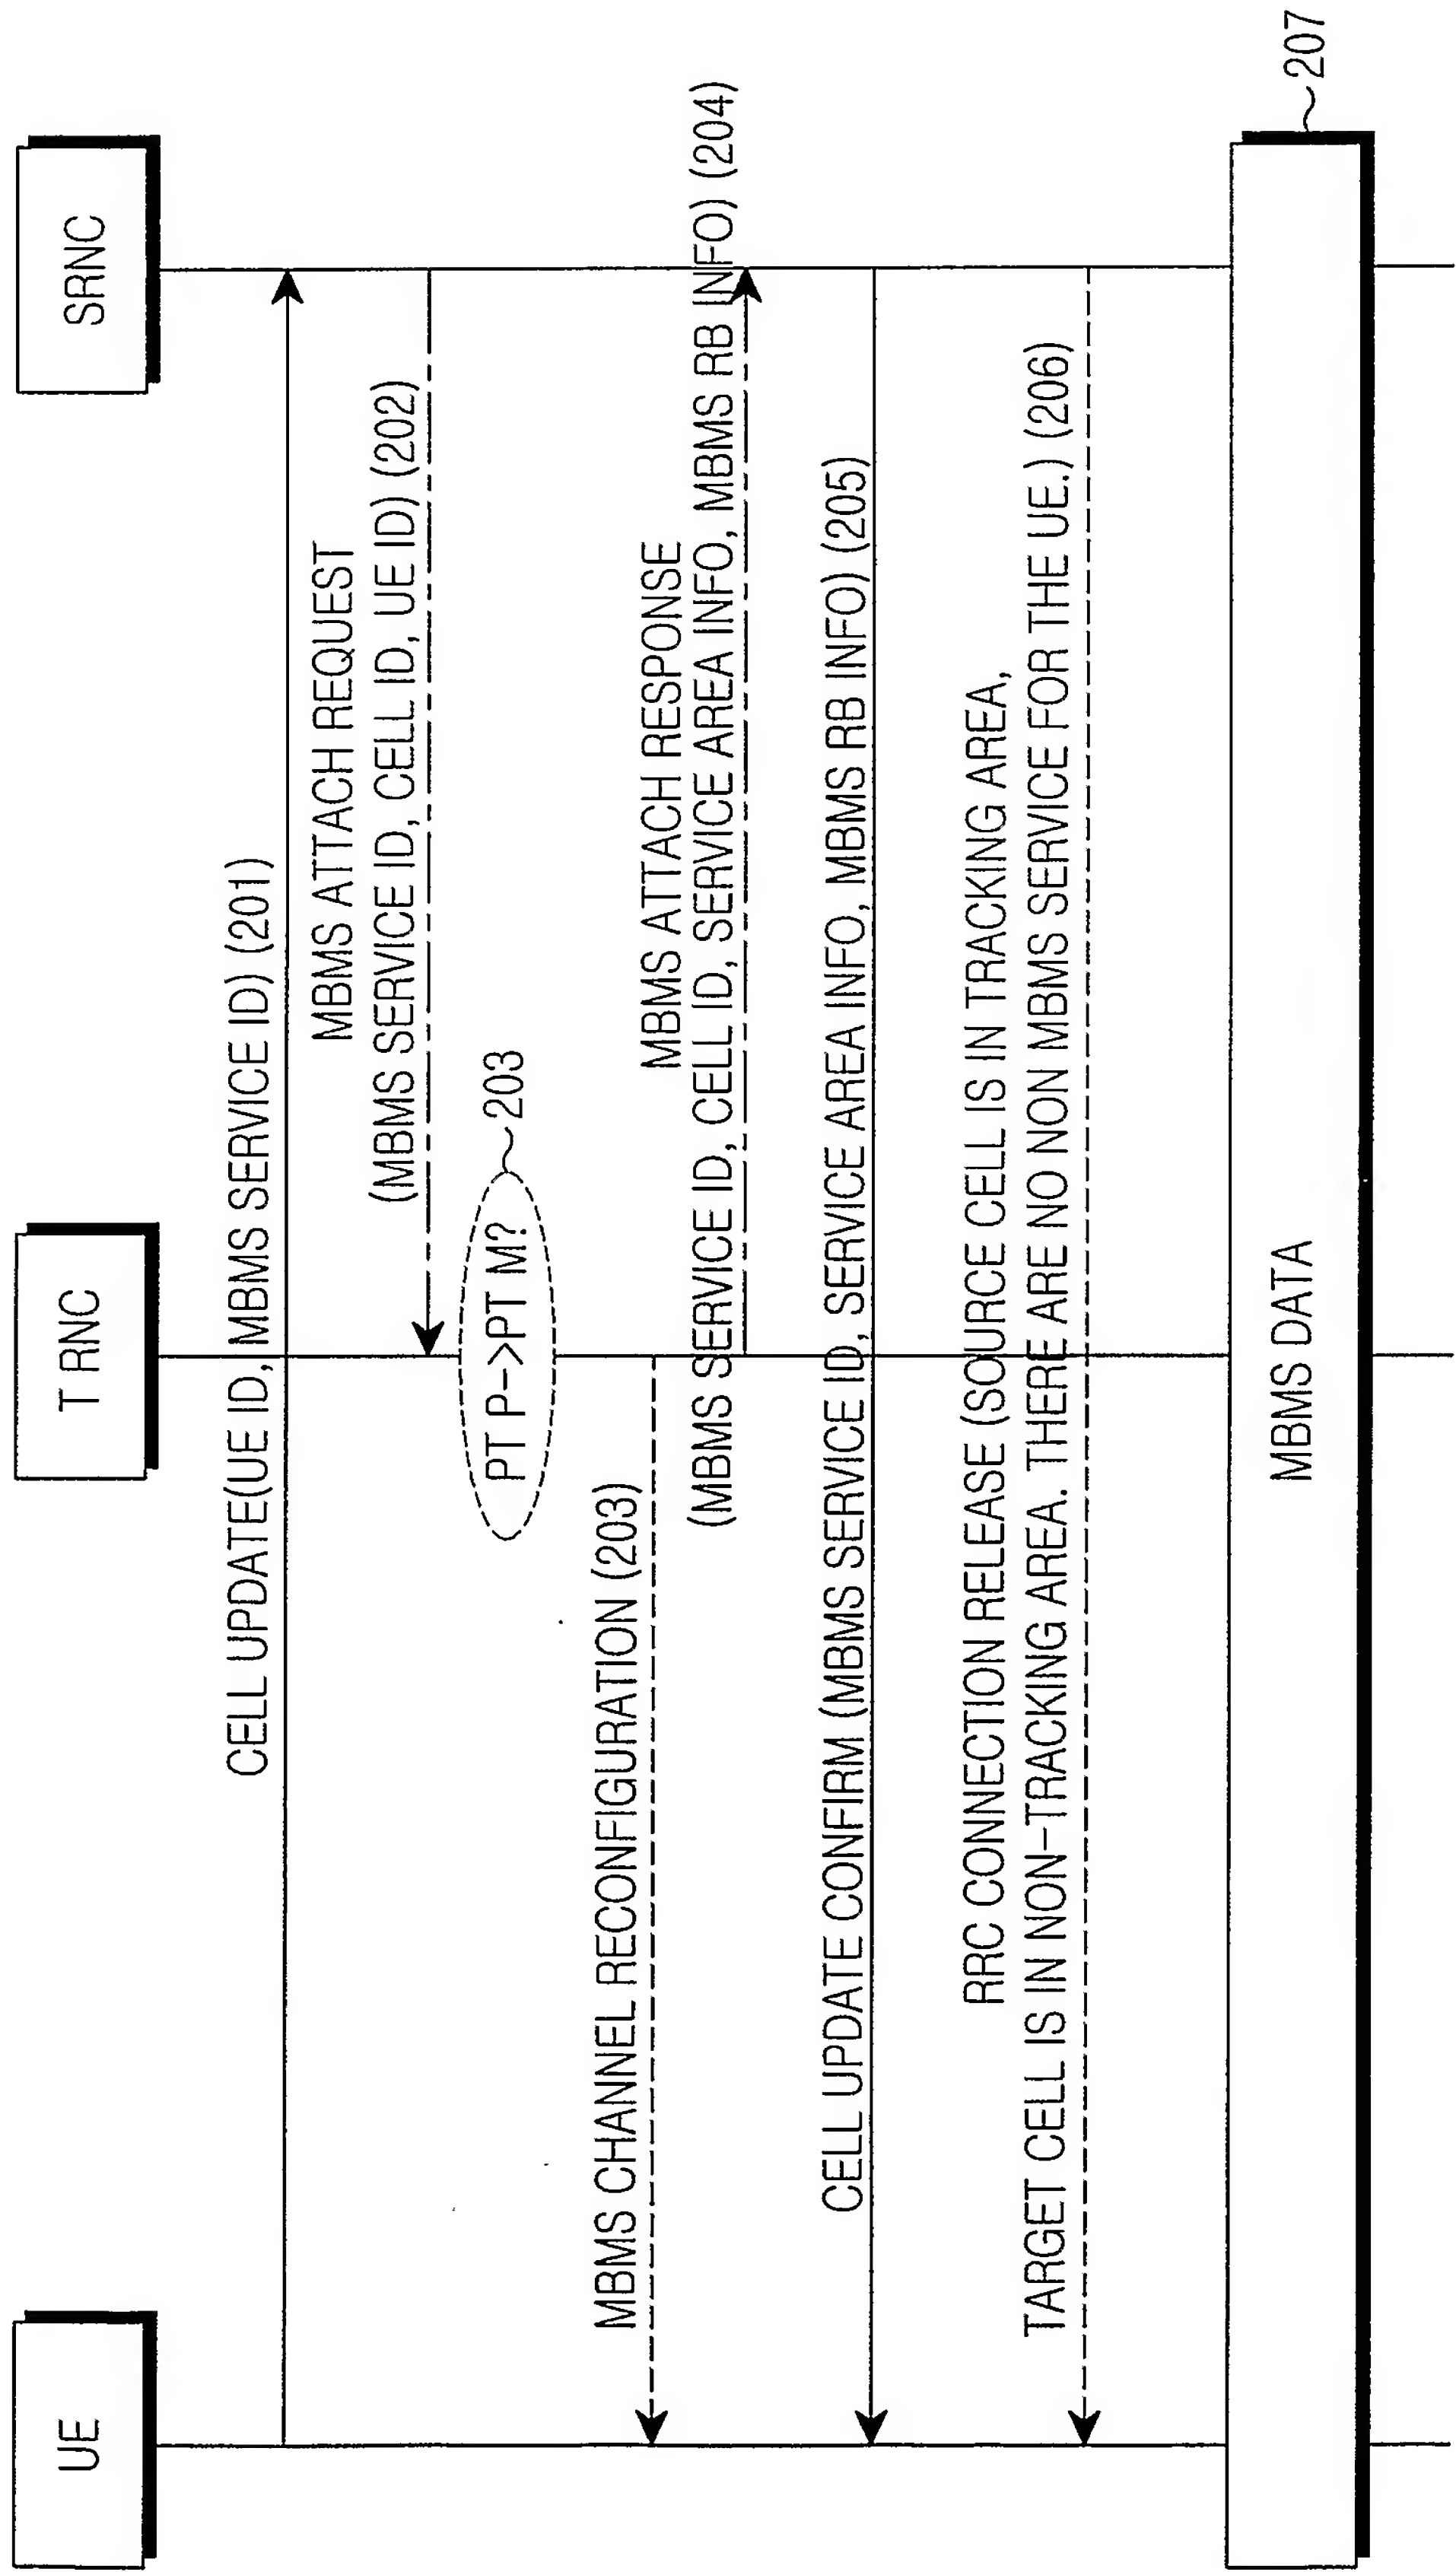 UE
T RNC
SRNC
CELL UPDATE(UE ID, MBMS SERVICE ID) (201)
MBMS ATTACH REQUEST
(MBMS SERVICE ID, CELL ID, UE ID) (202)
PT P->PT M?
203
MBMS CHANNEL RECONFIGURATION (203)
MBMS ATTACH RESPONSE
(MBMS SERVICE ID, CELL ID, SERVICE AREA INFO, MBMS RB INFO) (204)
CELL UPDATE CONFIRM (MBMS SERVICE ID, SERVICE AREA INFO, MBMS RB INFO) (205)
RRC CONNECTION RELEASE (SOURCE CELL IS IN TRACKING AREA,
TARGET CELL IS IN NON-TRACKING AREA. THERE ARE NO NON MBMS SERVICE FOR THE UE.) (206)
MBMS DATA
207